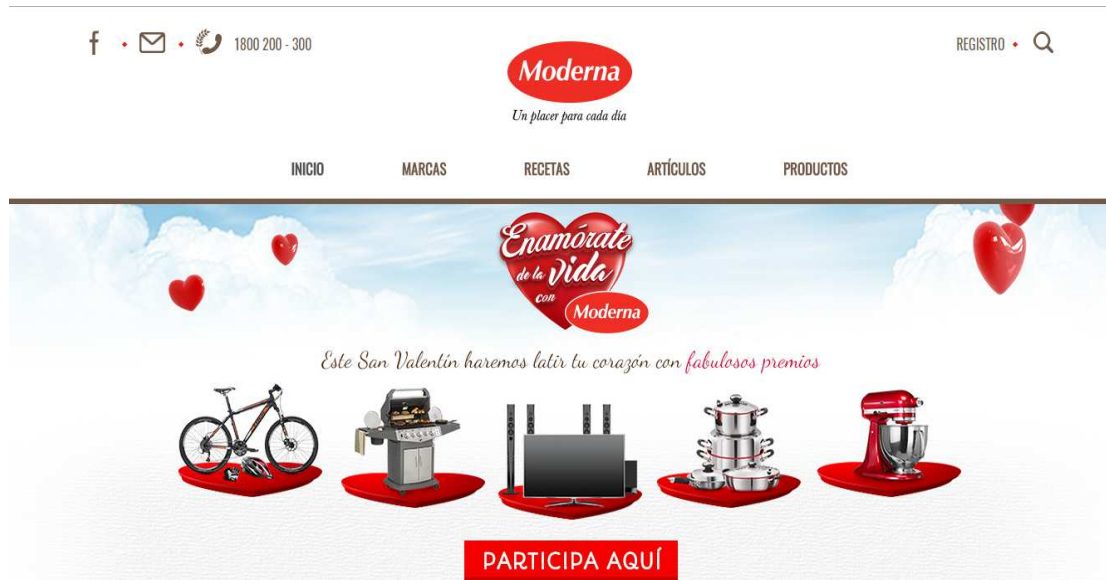 1800 200 - 300
REGISTRO
Moderna
Un placer para cada día
INICIO MARCAS RECETAS ARTÍCULOS PRODUCTOS
Enamórate
de la vida
con
Moderna
Este San Valentín haremos latir tu corazón con fabulosos premios
PARTICIPA AQUÍ